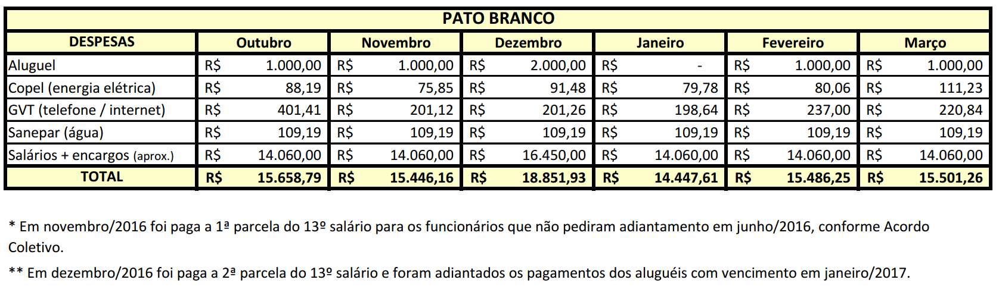 PATO BRANCO
DESPESAS Outubro Novembro Dezembro Janeiro Fevereiro Março
Aluguel R$ 1.000,00 R$ 1.000,00 R$ 2.000,00 R$ - R$ 1.000,00 R$ 1.000,00
Copel (energia elétrica) R$ 88,19 R$ 75,85 R$ 91,48 R$ 79,78 R$ 80,06 R$ 111,23
GVT (telefone / internet) R$ 401,41 R$ 201,12 R$ 201,26 R$ 198,64 R$ 237,00 R$ 220,84
Sanepar (água) R$ 109,19 R$ 109,19 R$ 109,19 R$ 109,19 R$ 109,19 R$ 109,19
Salários + encargos (aprox.) R$ 14.060,00 R$ 14.060,00 R$ 16.450,00 R$ 14.060,00 R$ 14.060,00 R$ 14.060,00
TOTAL R$ 15.658,79 R$ 15.446,16 R$ 18.851,93 R$ 14.447,61 R$ 15.486,25 R$ 15.501,26
* Em novembro/2016 foi paga a 1ª parcela do 13º salário para os funcionários que não pediram adiantamento em junho/2016, conforme Acordo
Coletivo.
** Em dezembro/2016 foi paga a 2ª parcela do 13º salário e foram adiantados os pagamentos dos aluguéis com vencimento em janeiro/2017.